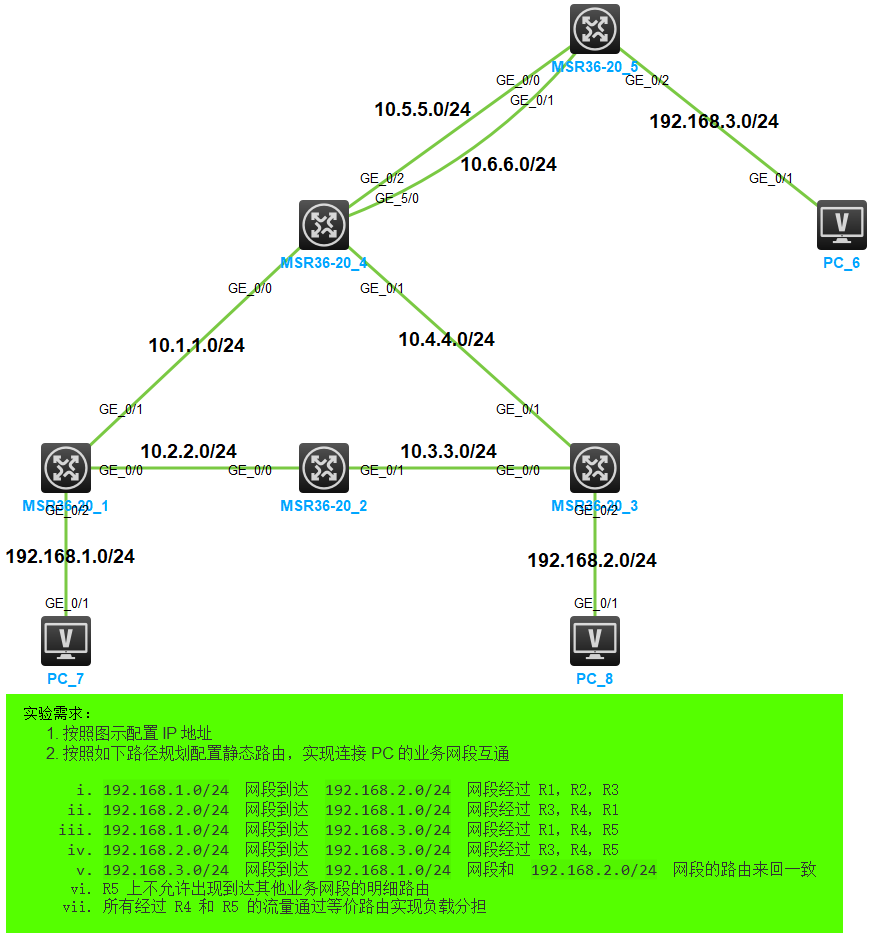 MSR36-20_5
GE_0/0
GE_0/2
GE_0/1
10.5.5.0/24
192.168.3.0/24
10.6.6.0/24
GE_0/2
GE_0/1
GE_5/0
MSR36-20_4
PC_6
GE_0/0
GE_0/1
10.1.1.0/24
10.4.4.0/24
GE_0/1
GE_0/1
10.2.2.0/24
10.3.3.0/24
GE_0/0
GE_0/0
GE_0/1
GE_0/0
MSR36-20_1
MSR36-20_2
MSR36-20_3
GE_0/2
GE_0/2
192.168.1.0/24
192.168.2.0/24
GE_0/1
GE_0/1
PC_7
PC_8
实验需求：
1. 按照图示配置 IP 地址
2. 按照如下路径规划配置静态路由，实现连接 PC 的业务网段互通
i. 192.168.1.0/24 网段到达 192.168.2.0/24 网段经过 R1，R2，R3
ii. 192.168.2.0/24 网段到达 192.168.1.0/24 网段经过 R3，R4，R1
iii. 192.168.1.0/24 网段到达 192.168.3.0/24 网段经过 R1，R4，R5
iv. 192.168.2.0/24 网段到达 192.168.3.0/24 网段经过 R3，R4，R5
v. 192.168.3.0/24 网段到达 192.168.1.0/24 网段和 192.168.2.0/24 网段的路由来回一致
vi. R5 上不允许出现到达其他业务网段的明细路由
vii. 所有经过 R4 和 R5 的流量通过等价路由实现负载分担